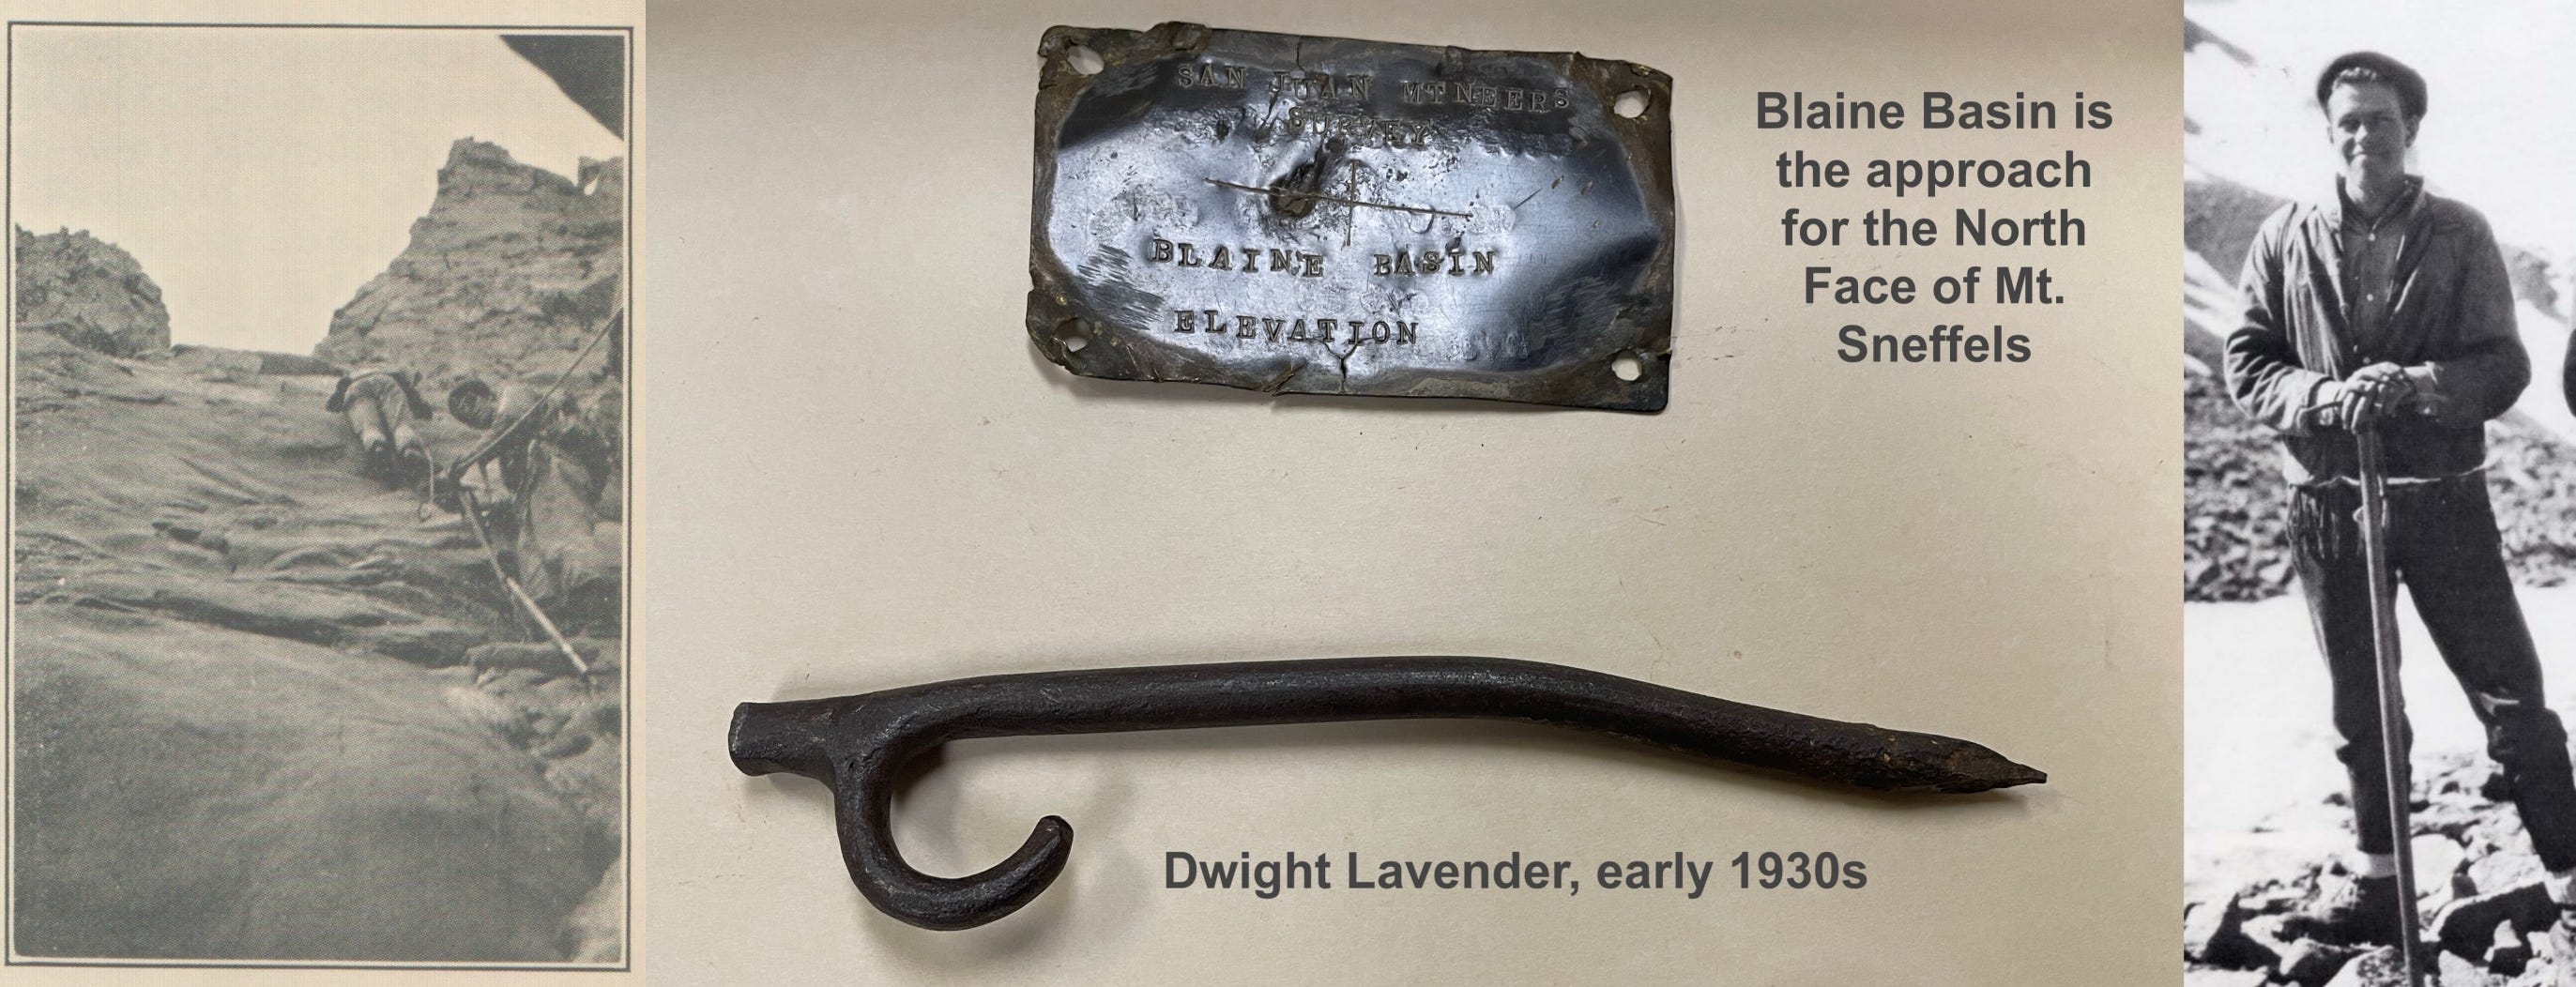 SAN JUAN MTNEERS
SURVEY
BLAINE BASIN
ELEVATION
Blaine Basin is
the approach
for the North
Face of Mt.
Sneffels
Dwight Lavender, early 1930s